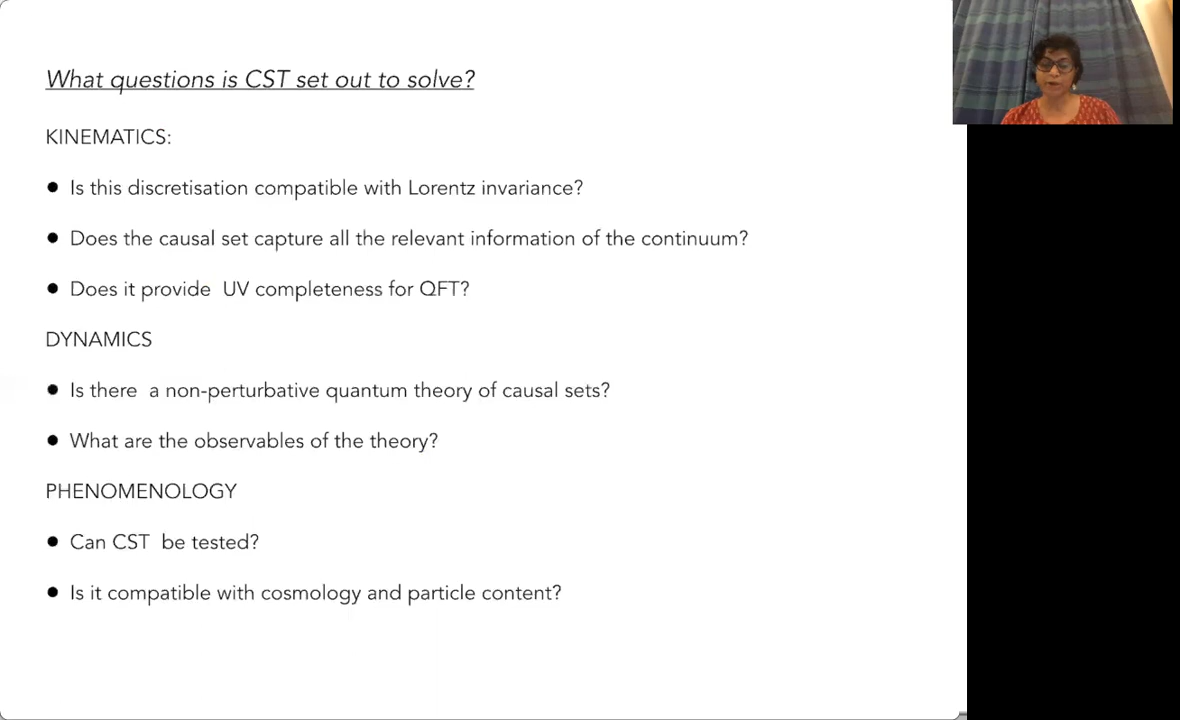 What questions is CST set out to solve?
KINEMATICS:
● Is this discretisation compatible with Lorentz invariance?
● Does the causal set capture all the relevant information of the continuum?
● Does it provide UV completeness for QFT?
DYNAMICS
● Is there a non-perturbative quantum theory of causal sets?
● What are the observables of the theory?
PHENOMENOLOGY
● Can CST be tested?
● Is it compatible with cosmology and particle content?